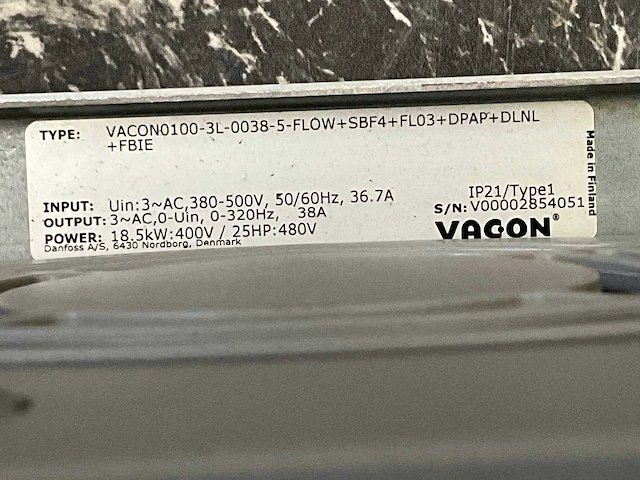 TYPE: VACON0100-3L-0038-5-FLOW+SBF4+FL03+DPAP+DLNL
+FBIE
INPUT: Uin:3~AC,380-500V, 50/60Hz, 36.7A
OUTPUT: 3~AC,0-Uin, 0-320Hz, 38A
POWER: 18.5kW:400V / 25HP:480V
Danfoss A/S, 6430 Nordborg, Denmark
IP21/Type1
S/N: V00002854051
VACON®
Made in Finland